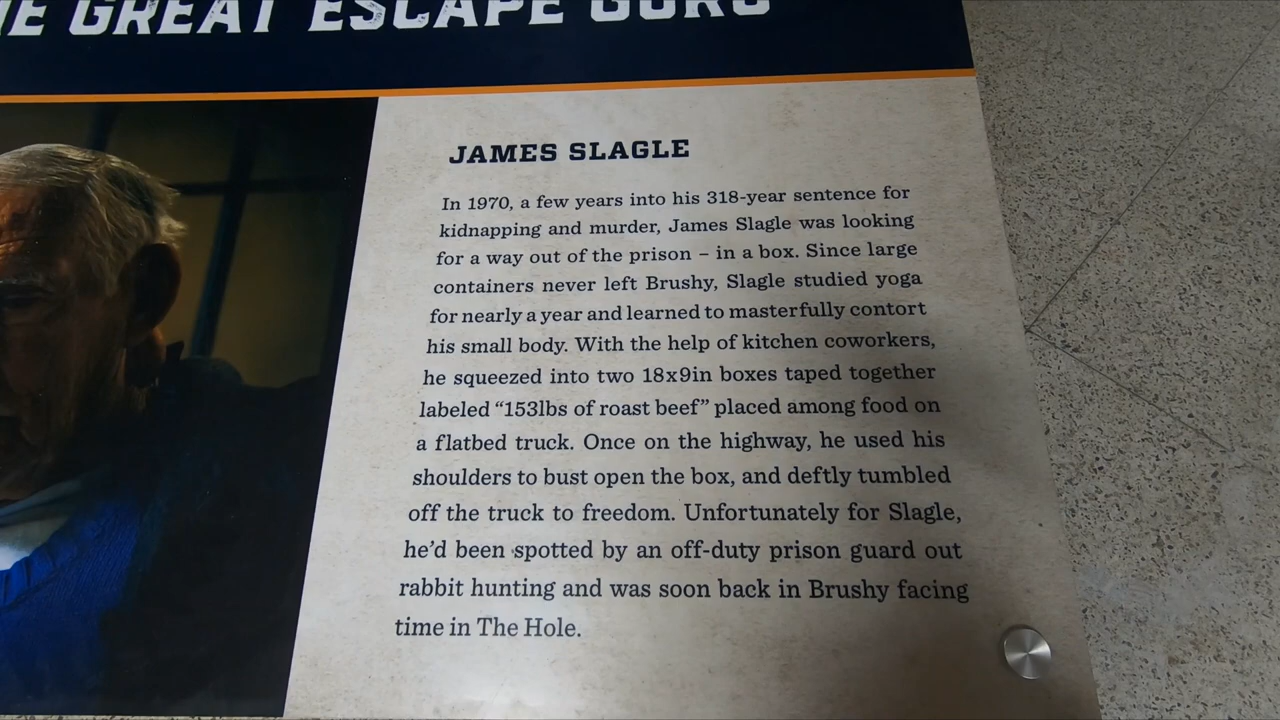 GREAT ESCAPE GURU
JAMES SLAGLE
In 1970, a few years into his 318-year sentence for
kidnapping and murder, James Slagle was looking
for a way out of the prison – in a box. Since large
containers never left Brushy, Slagle studied yoga
for nearly a year and learned to masterfully contort
his small body. With the help of kitchen coworkers,
he squeezed into two 18x9in boxes taped together
labeled “153lbs of roast beef” placed among food on
a flatbed truck. Once on the highway, he used his
shoulders to bust open the box, and deftly tumbled
off the truck to freedom. Unfortunately for Slagle,
he’d been spotted by an off-duty prison guard out
rabbit hunting and was soon back in Brushy facing
time in The Hole.